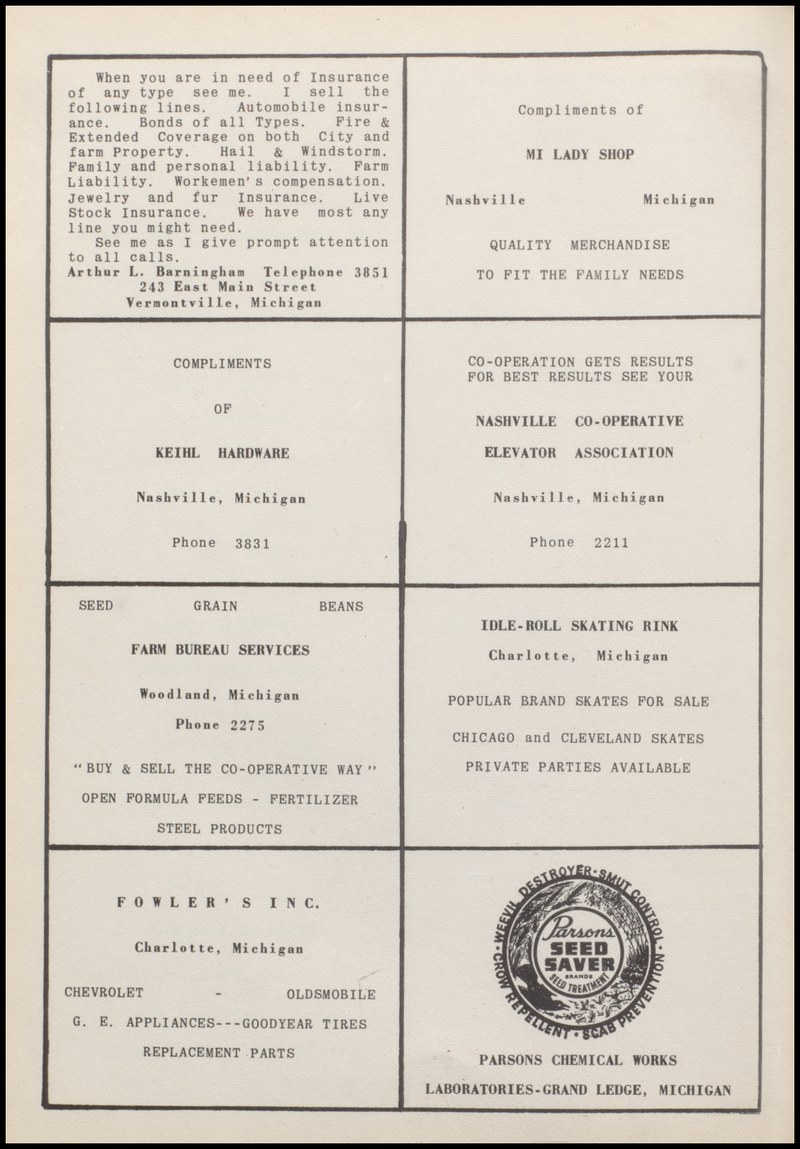 When you are in need of Insurance
of any type see me. I sell the
following lines. Automobile insur-
ance. Bonds of all Types. Fire &
Extended Coverage on both City and
farm Property. Hail & Windstorm.
Family and personal liability. Farm
Liability. Workemen's compensation.
Jewelry and fur Insurance. Live
Stock Insurance. We have most any
line you might need.
See me as I give prompt attention
to all calls.
Arthur L. Barningham Telephone 3851
243 East Main Street
Vermontville, Michigan
Compliments of
MI LADY SHOP
Nashville Michigan
QUALITY MERCHANDISE
TO FIT THE FAMILY NEEDS
COMPLIMENTS
OF
KEIHL HARDWARE
Nashville, Michigan
Phone 3831
CO-OPERATION GETS RESULTS
FOR BEST RESULTS SEE YOUR
NASHVILLE CO-OPERATIVE
ELEVATOR ASSOCIATION
Nashville, Michigan
Phone 2211
SEED GRAIN BEANS
FARM BUREAU SERVICES
Woodland, Michigan
Phone 2275
"BUY & SELL THE CO-OPERATIVE WAY"
OPEN FORMULA FEEDS - FERTILIZER
STEEL PRODUCTS
IDLE-ROLL SKATING RINK
Charlotte, Michigan
POPULAR BRAND SKATES FOR SALE
CHICAGO and CLEVELAND SKATES
PRIVATE PARTIES AVAILABLE
FOWLER'S INC.
Charlotte, Michigan
CHEVROLET - OLDSMOBILE
G. E. APPLIANCES---GOODYEAR TIRES
REPLACEMENT PARTS
WEEVIL DESTROYER · SMUT CONTROL · CROW REPELLENT · SCAB PREVENTION ·
Parsons
SEED
SAVER
BRANDS
SEED TREATMENT
PARSONS CHEMICAL WORKS
LABORATORIES-GRAND LEDGE, MICHIGAN